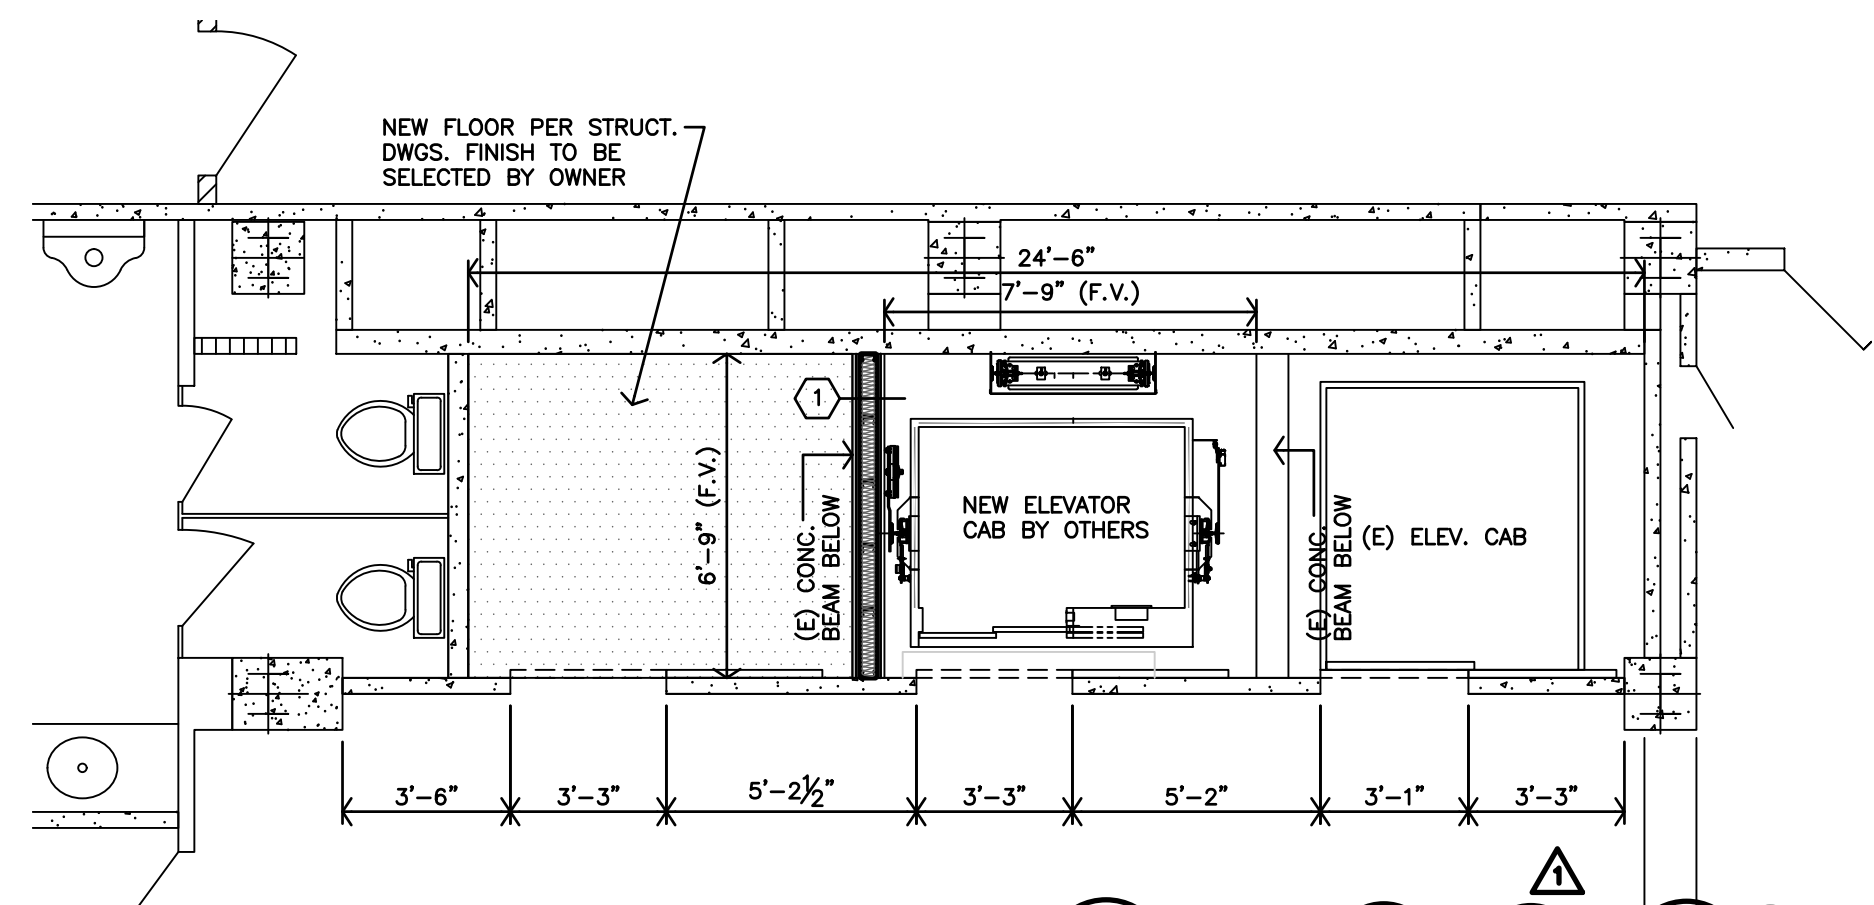 NEW FLOOR PER STRUCT.
DWGS. FINISH TO BE
SELECTED BY OWNER
24'-6"
7'-9" (F.V.)
1
6'-9" (F.V.)
(E) CONC.
BEAM BELOW
NEW ELEVATOR
CAB BY OTHERS
(E) CONC.
BEAM BELOW
(E) ELEV. CAB
3'-6"
3'-3"
5'-2½"
3'-3"
5'-2"
3'-1"
3'-3"
1